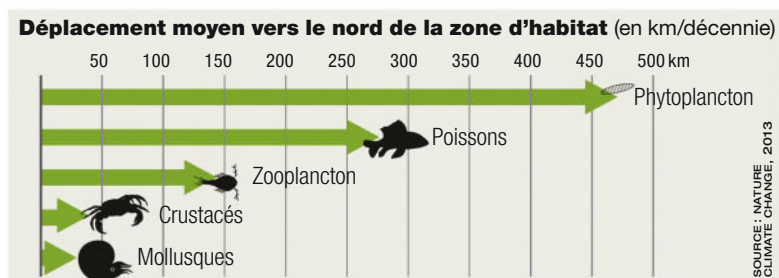 Déplacement moyen vers le nord de la zone d’habitat (en km/décennie)
50 100 150 200 250 300 350 400 450 500 km
Phytoplancton
Poissons
Zooplancton
Crustacés
Mollusques
SOURCE : NATURE
CLIMATE CHANGE, 2013